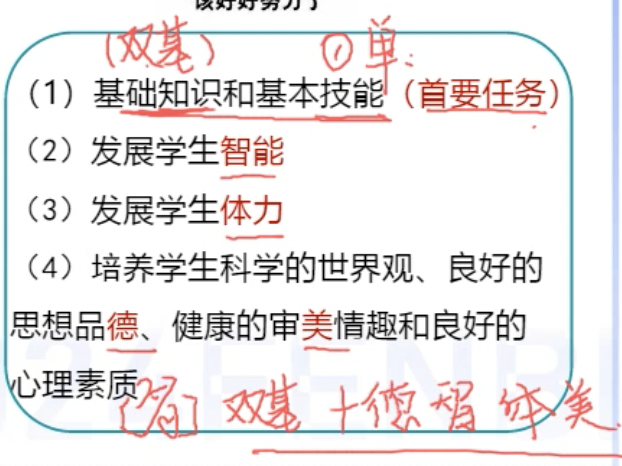 该好好努力了
(双基) ①单:
(1)基础知识和基本技能(首要任务)
(2)发展学生智能
(3)发展学生体力
(4)培养学生科学的世界观、良好的
思想品德、健康的审美情趣和良好的
心理素质
双基+德智体美